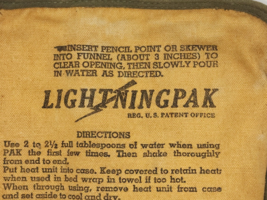 INSERT PENCIL POINT OR SKEWER
INTO FUNNEL (ABOUT 3 INCHES) TO
CLEAR OPENING, THEN SLOWLY POUR
IN WATER AS DIRECTED.
LIGHTNINGPAK
REG. U. S. PATENT OFFICE
DIRECTIONS
Use 2 to 2½ full tablespoons of water when using
PAK the first few times. Then shake thoroughly
from end to end.
Put heat unit into case. Keep covered to retain heat;
when used in bed wrap in towel if too hot.
When through using, remove heat unit from case
and set aside to cool and dry.